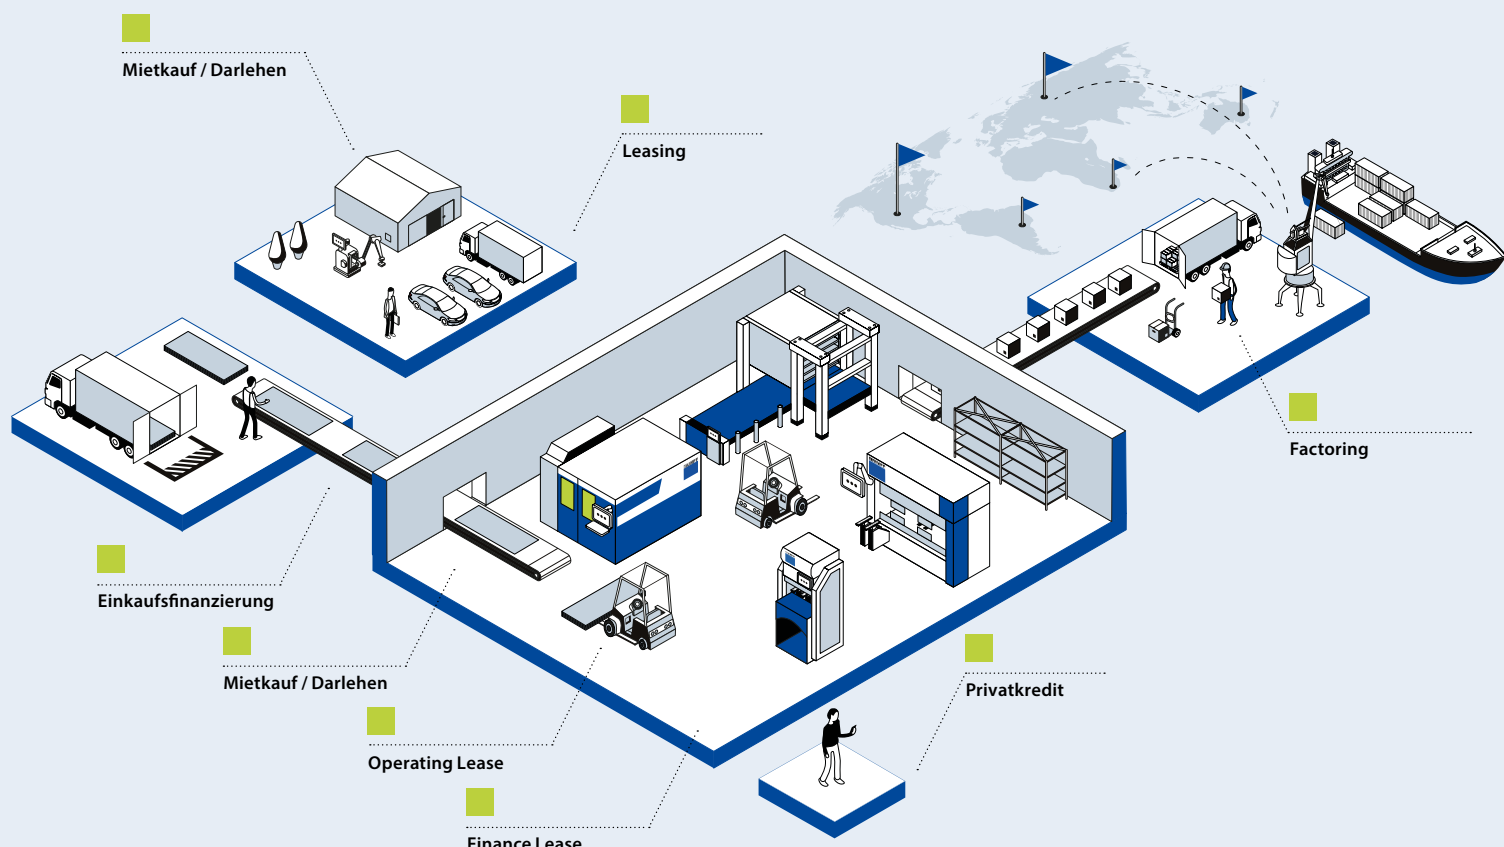 Mietkauf / Darlehen
Leasing
Factoring
Einkaufsfinanzierung
Mietkauf / Darlehen
Privatkredit
Operating Lease
Finance Lease